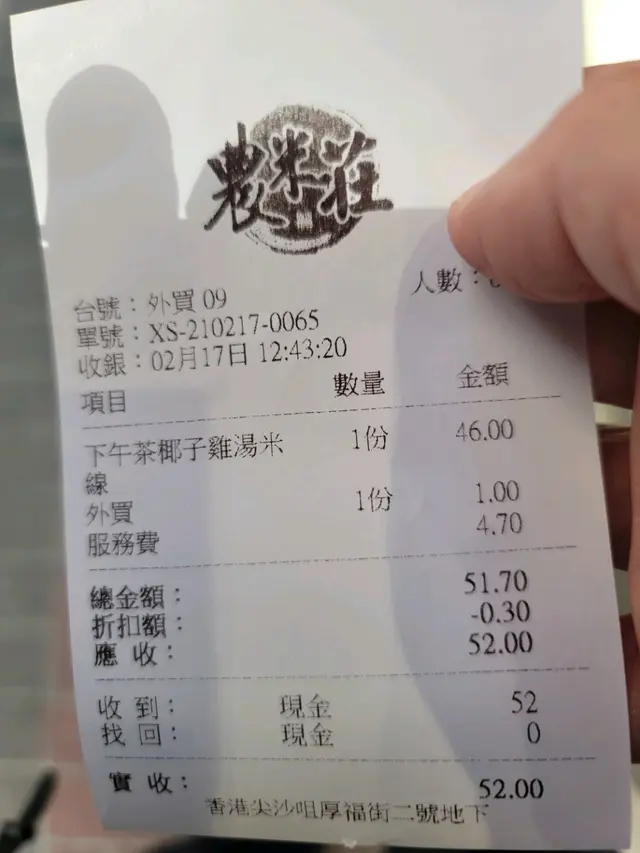 農米莊
人數：
台號：外買 09
單號：XS-210217-0065
收銀：02月17日 12:43:20
項目 數量 金額
下午茶椰子雞湯米 1份 46.00
線
外買 1份 1.00
服務費 4.70
總金額： 51.70
折扣額： -0.30
應 收： 52.00
收 到： 現金 52
找 回： 現金 0
實 收： 52.00
香港尖沙咀厚福街二號地下